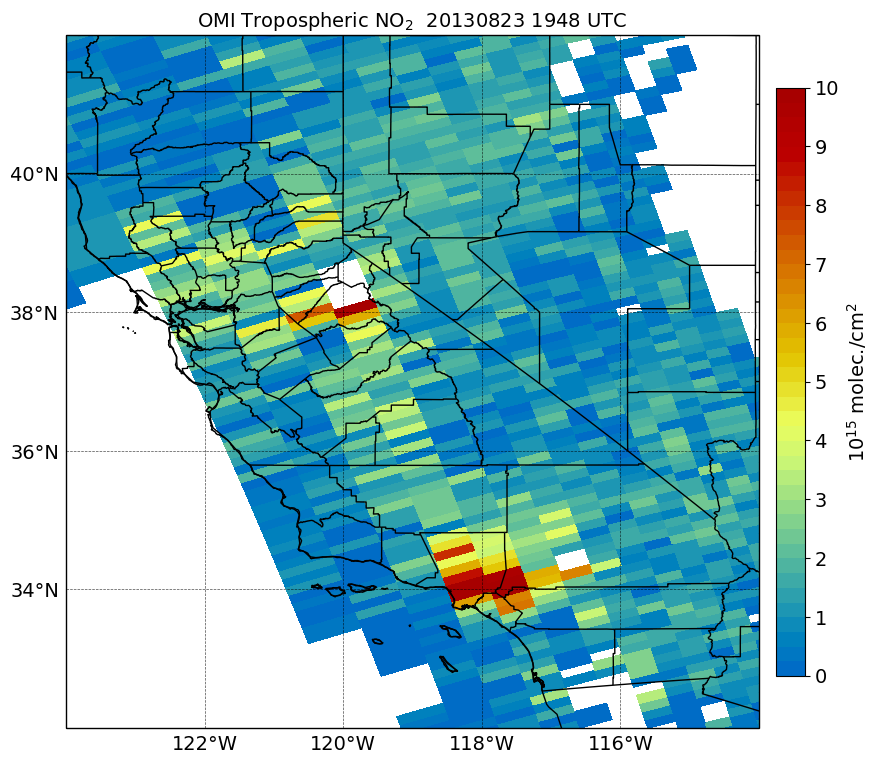 OMI Tropospheric NO₂ 20130823 1948 UTC
40°N
38°N
36°N
34°N
122°W
120°W
118°W
116°W
10
9
8
7
6
5
4
3
2
1
0
10¹⁵ molec./cm²